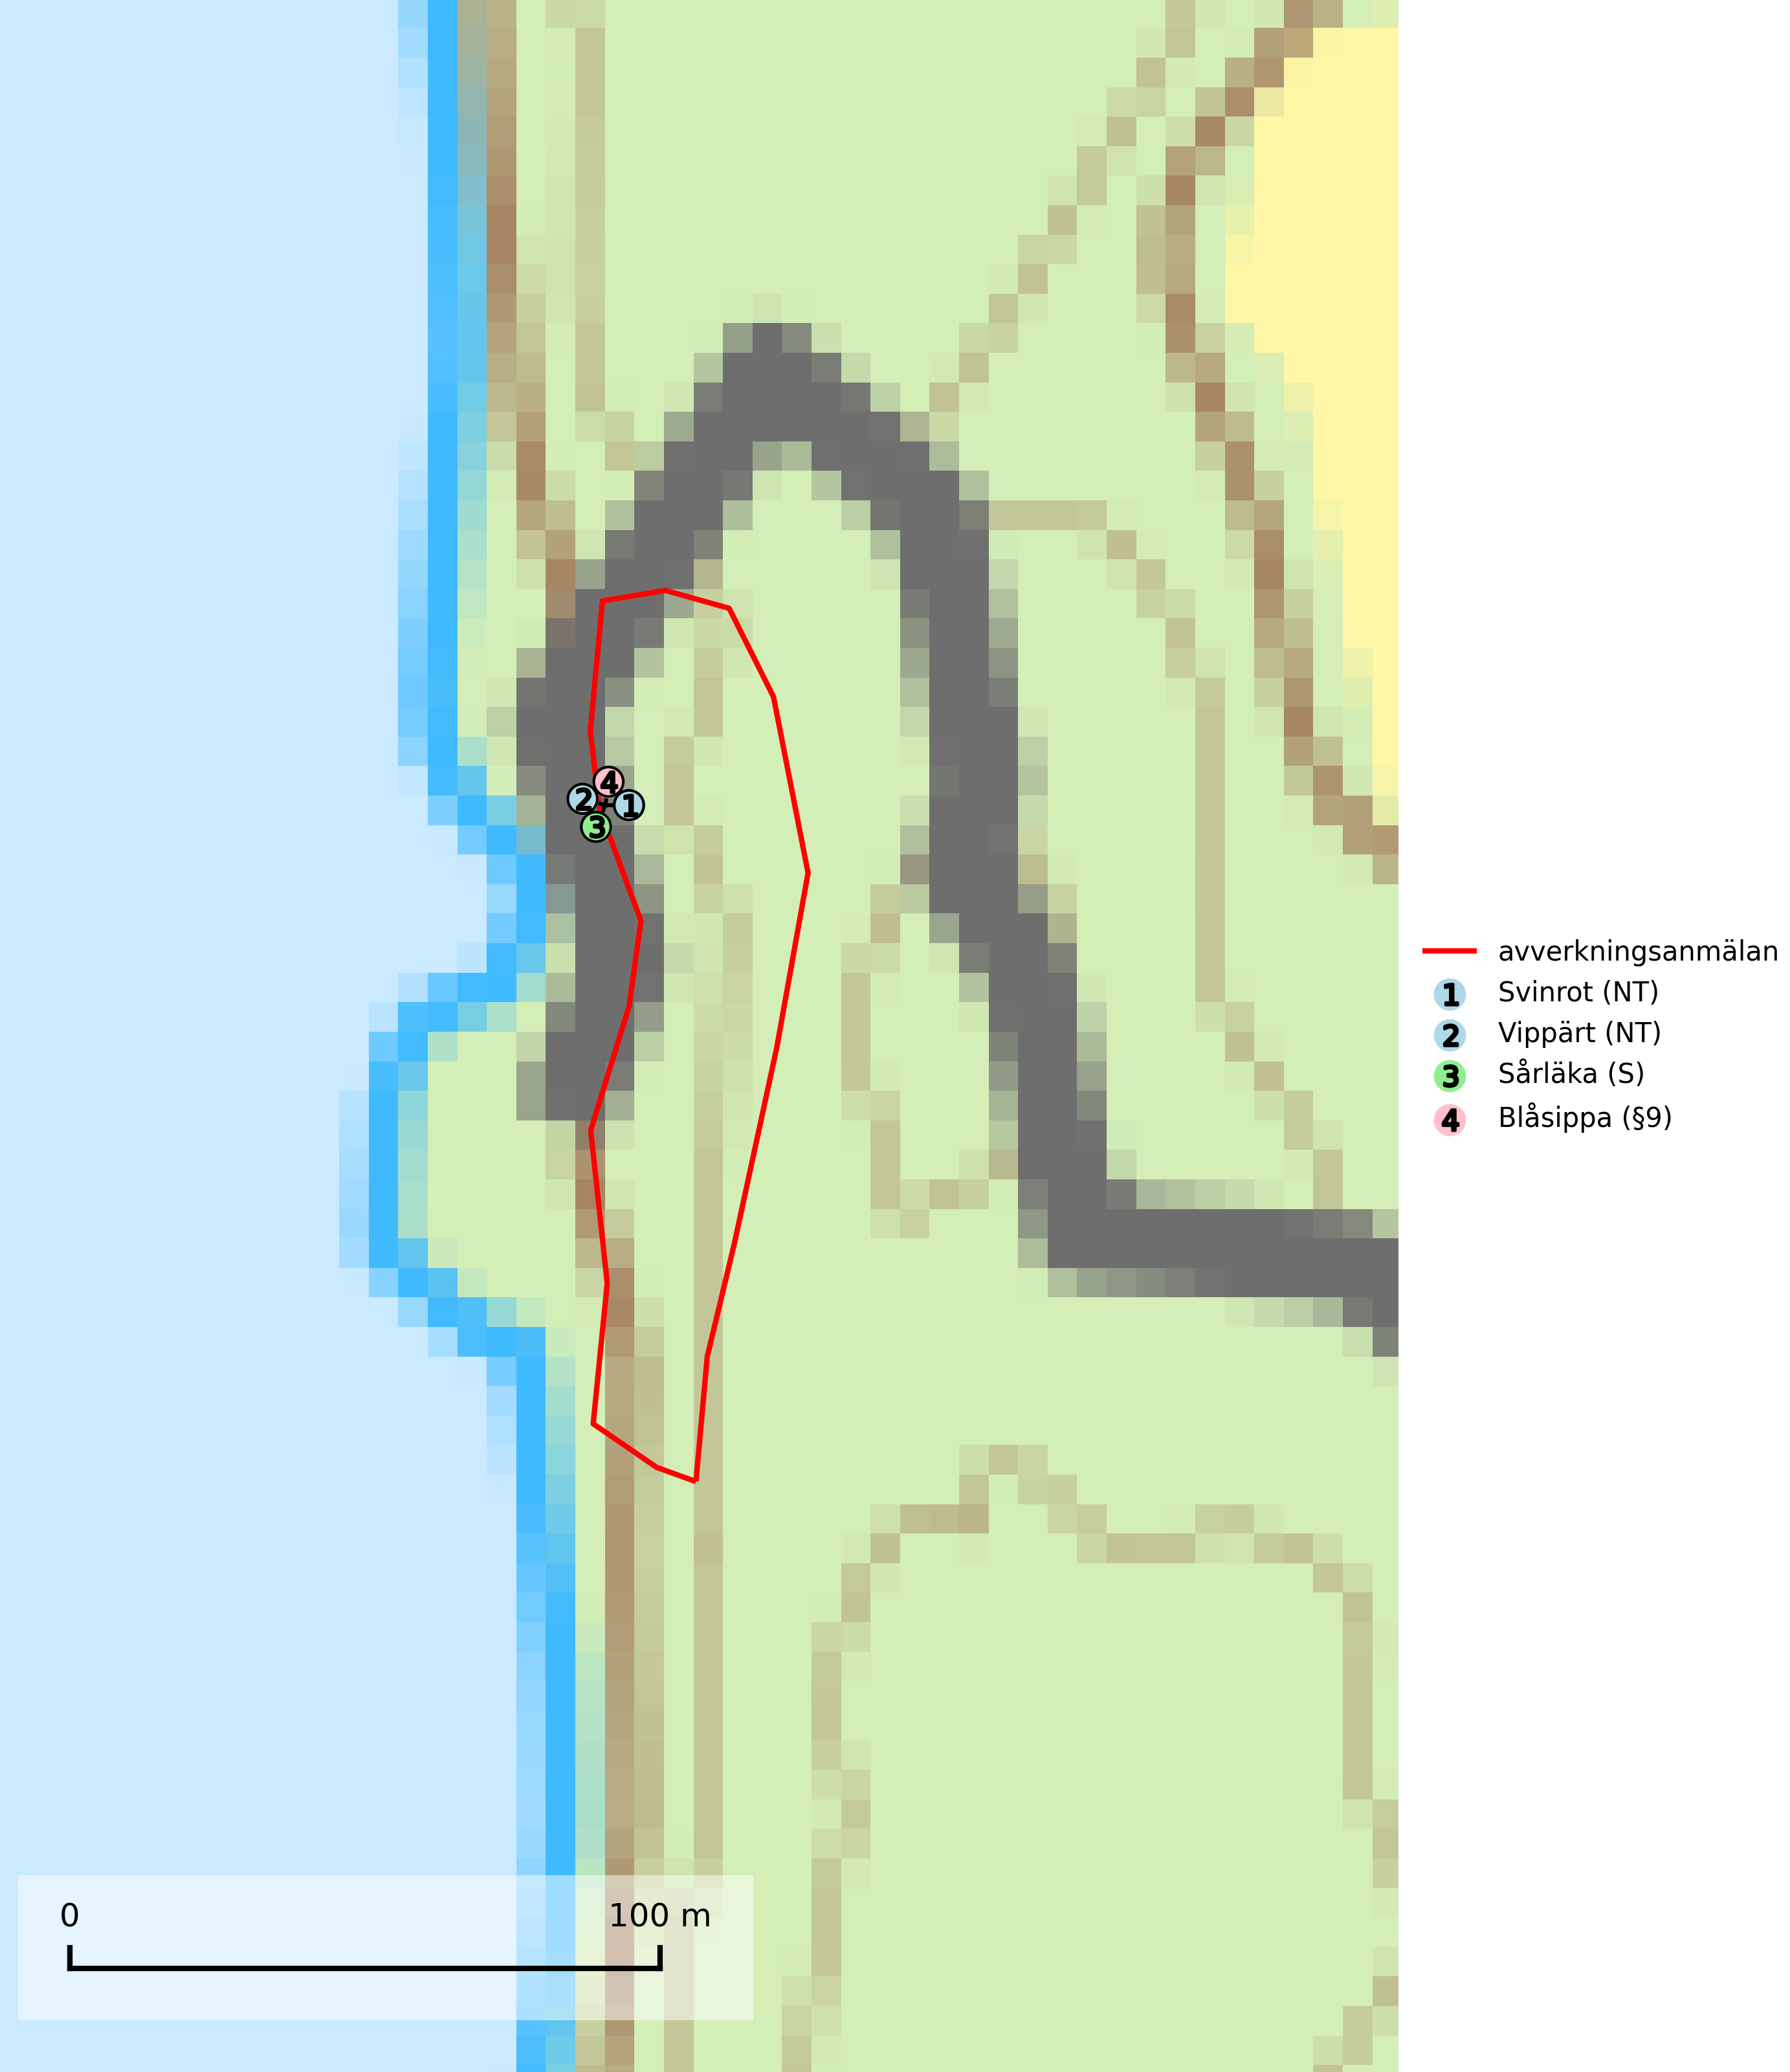 4
2
1
3
avverkningsanmälan
1 Svinrot (NT)
2 Vippärt (NT)
3 Sårläka (S)
4 Blåsippa (§9)
0 100 m